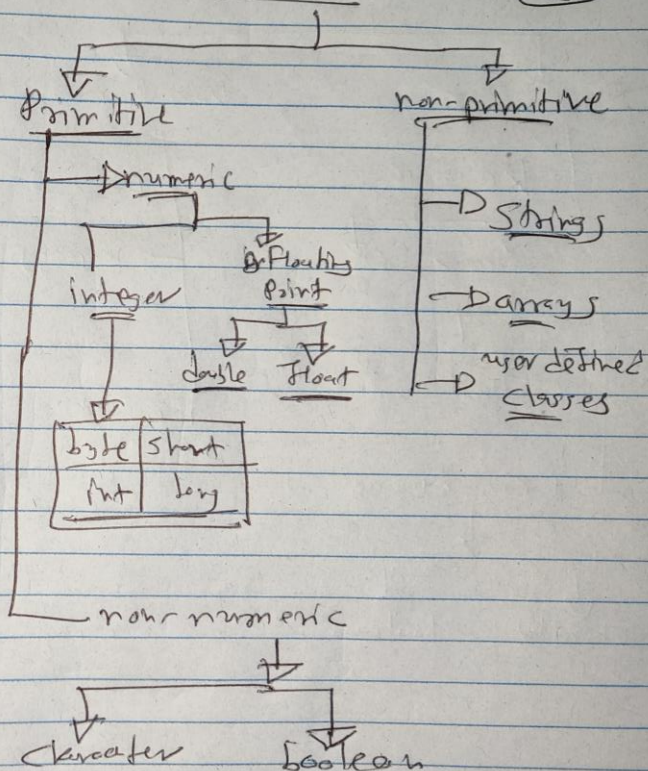 Primitive
non-primitive
numeric
Strings
Floating
point
integer
arrays
double
float
user defined
classes
byte
short
int
long
non-numeric
Character
boolean